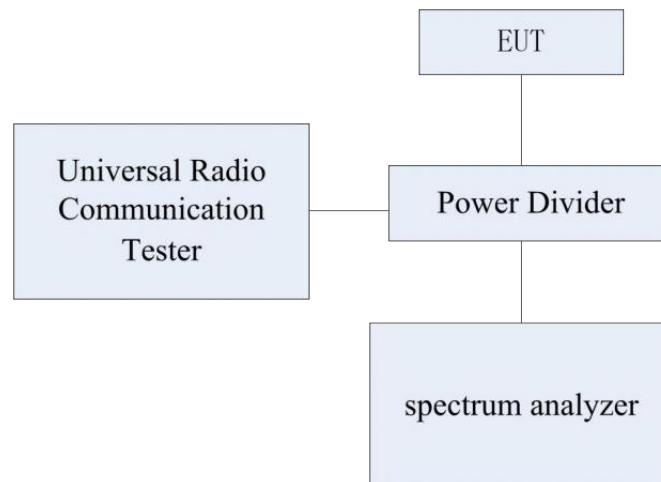 EUT
Universal Radio
Communication
Tester
Power Divider
spectrum analyzer